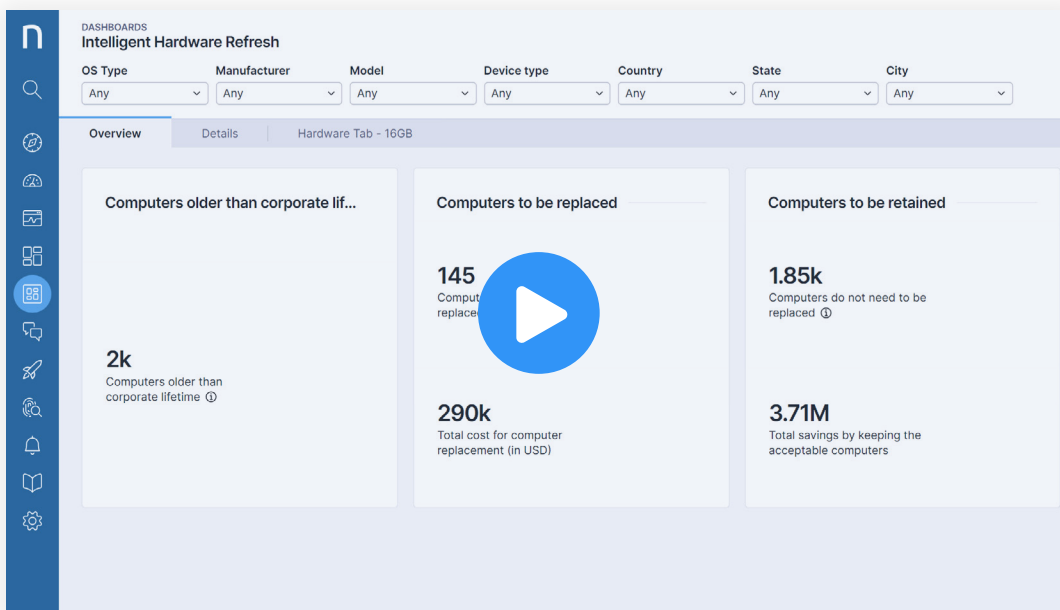 n
DASHBOARDS
Intelligent Hardware Refresh
OS Type Manufacturer Model Device type Country State City
Any Any Any Any Any Any Any
Overview Details Hardware Tab - 16GB
Computers older than corporate lif...
2k
Computers older than
corporate lifetime
Computers to be replaced
145
290k
Total cost for computer
replacement (in USD)
Computers to be retained
1.85k
Computers do not need to be
replaced
3.71M
Total savings by keeping the
acceptable computers